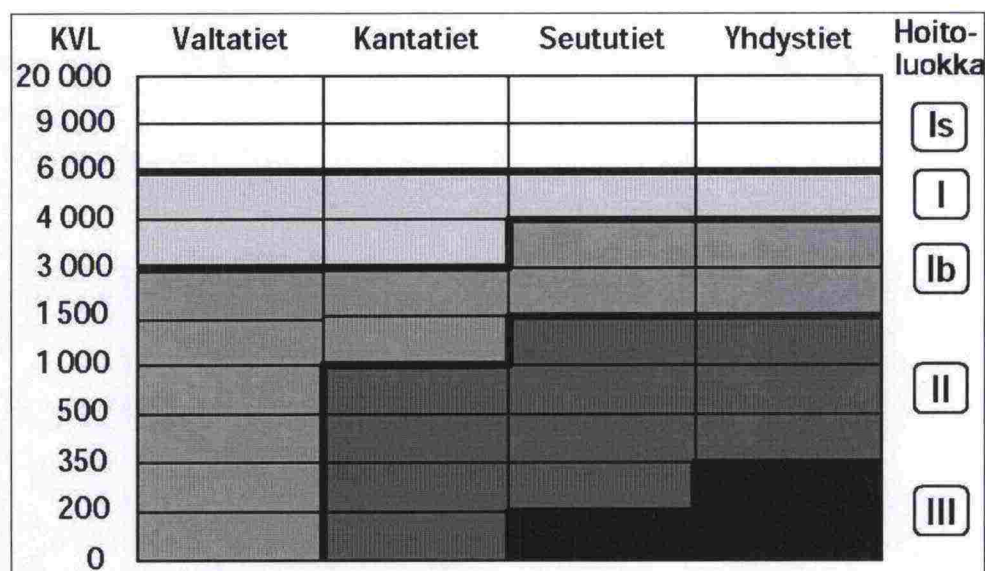 KVL Valtatiet Kantatiet Seututiet Yhdystiet Hoito-
luokka
20 000
9 000
Is
6 000
I
4 000
3 000
Ib
1 500
1 000
II
500
350
200
III
0